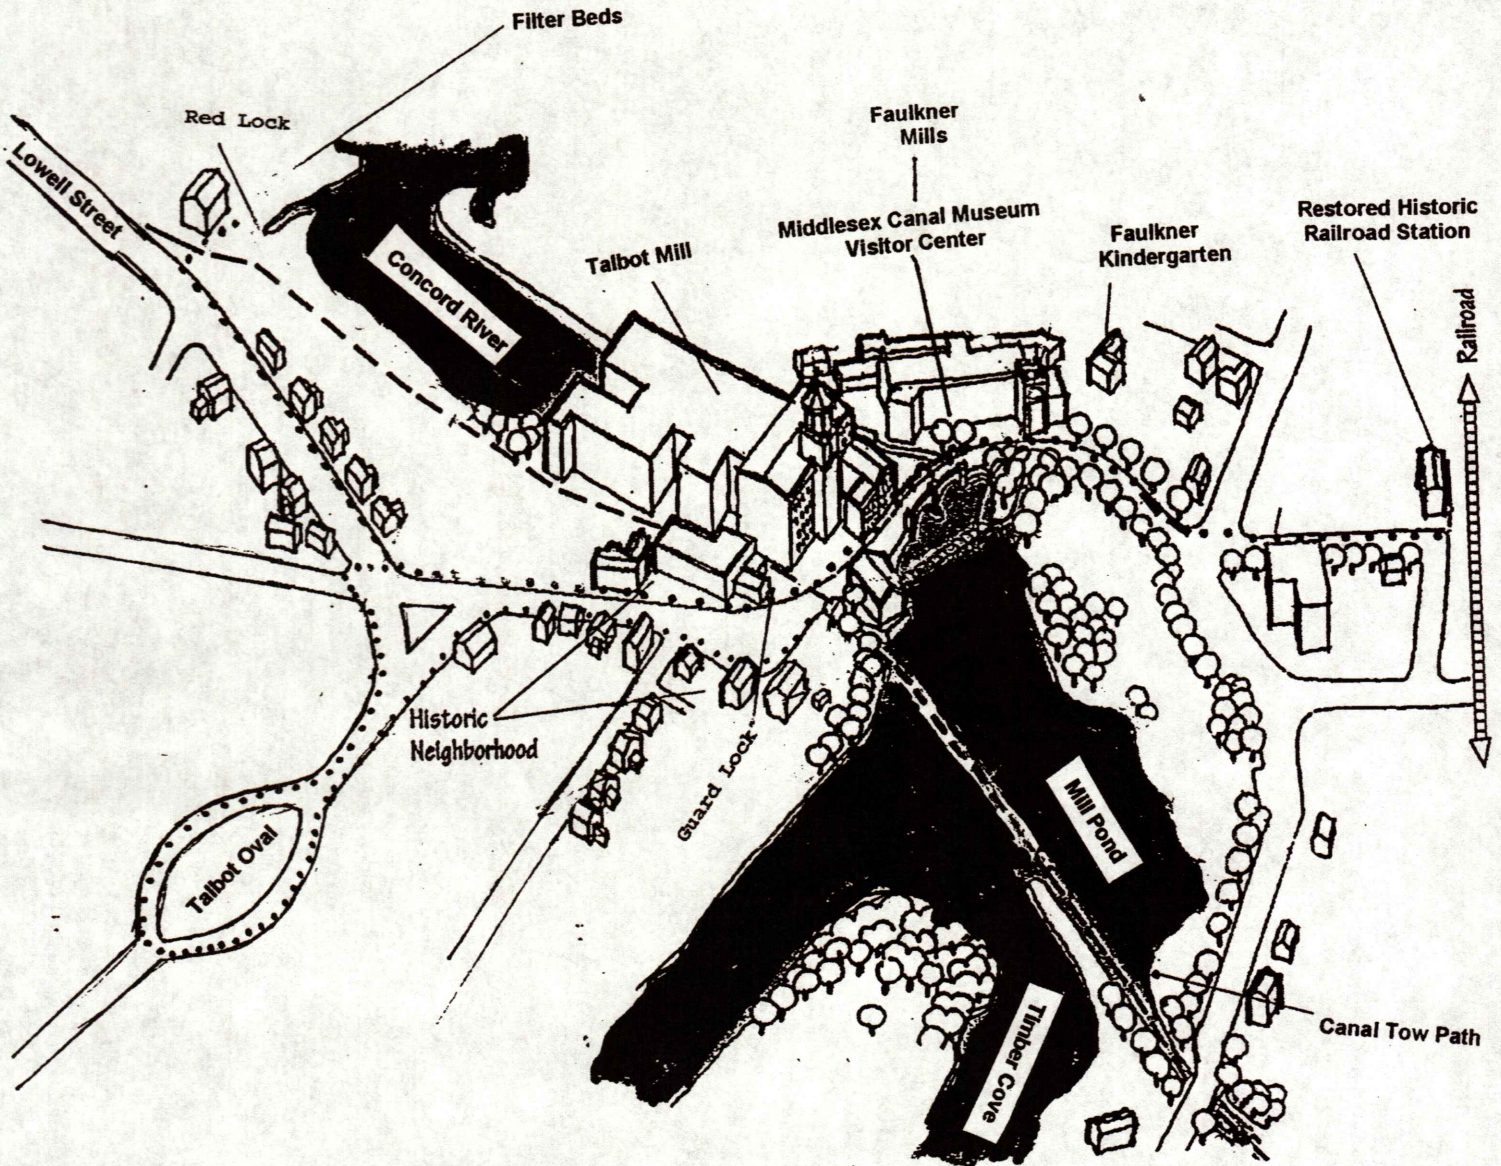 Filter Beds
Red Lock
Lowell Street
Faulkner
Mills
Middlesex Canal Museum
Visitor Center
Talbot Mill
Concord River
Faulkner
Kindergarten
Restored Historic
Railroad Station
Railroad
Historic
Neighborhood
Guard Lock
Mill Pond
Talbot Oval
Timber Cove
Canal Tow Path